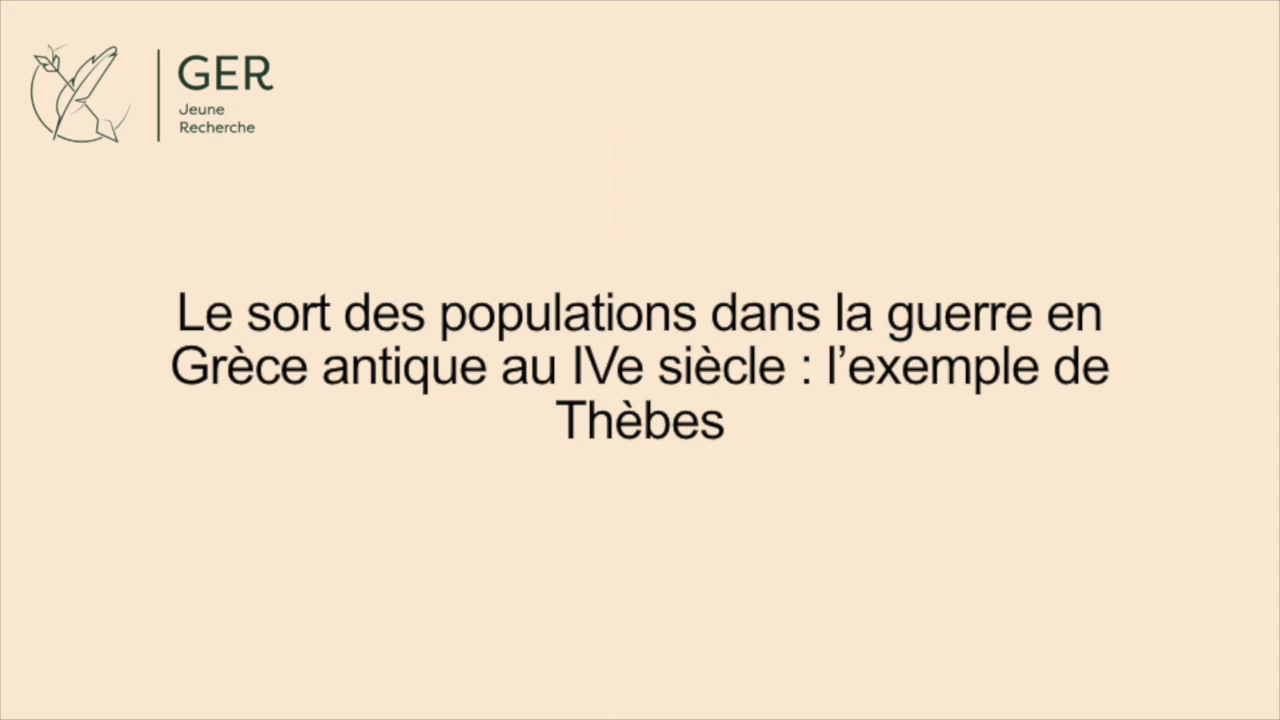 GER
Jeune
Recherche
Le sort des populations dans la guerre en
Grèce antique au IVe siècle : l’exemple de
Thèbes